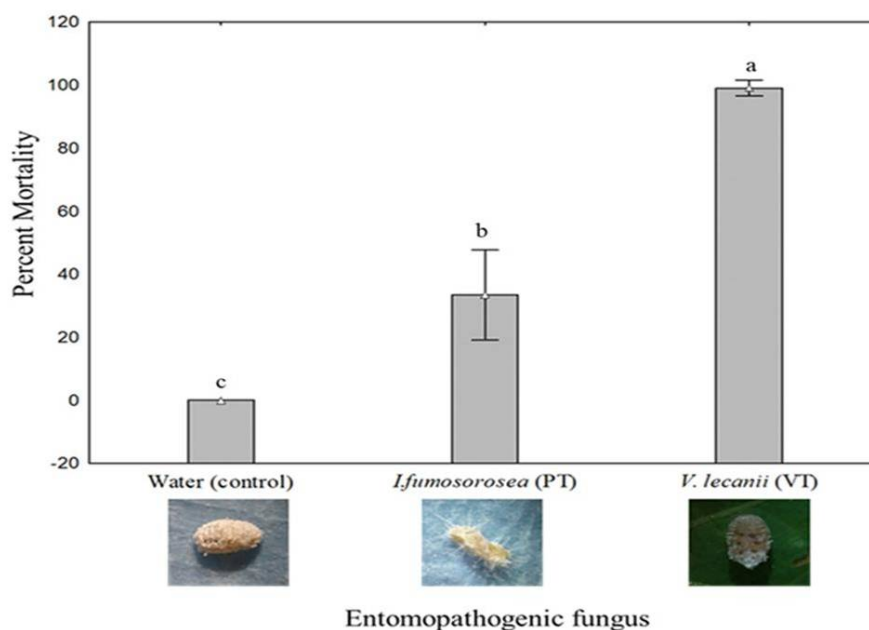 Percent Mortality
120
100
80
60
40
20
0
-20
c
b
a
Water (control)
I.fumosorosea (PT)
V. lecanii (VT)
Entomopathogenic fungus